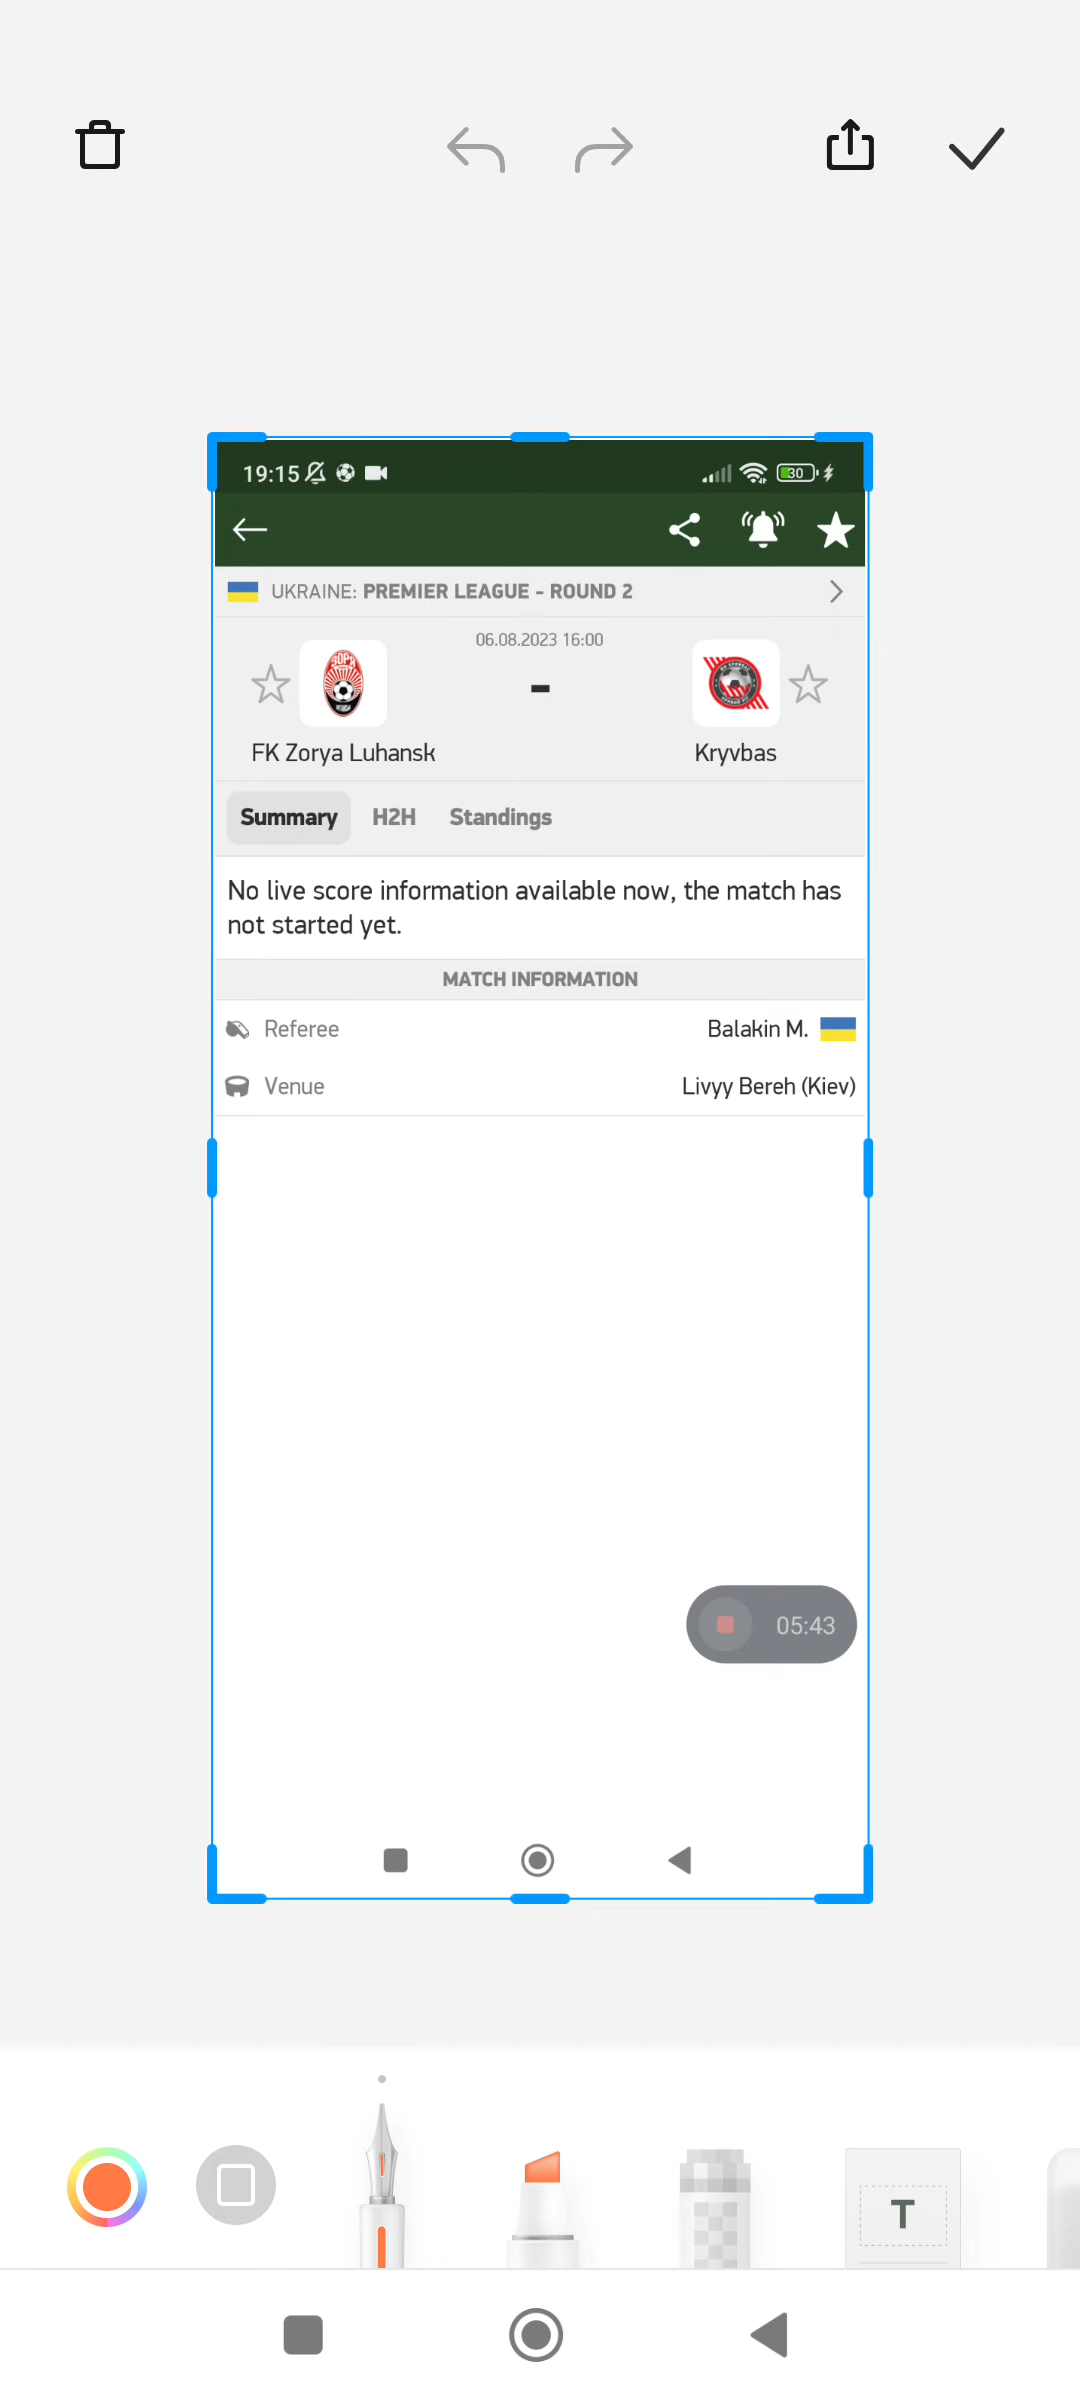 19:15
30
UKRAINE: PREMIER LEAGUE - ROUND 2
06.08.2023 16:00
-
ЗОРЯ
FK Zorya Luhansk
Kryvbas
Summary H2H Standings
No live score information available now, the match has
not started yet.
MATCH INFORMATION
Referee Balakin M.
Venue Livyy Bereh (Kiev)
05:43
T